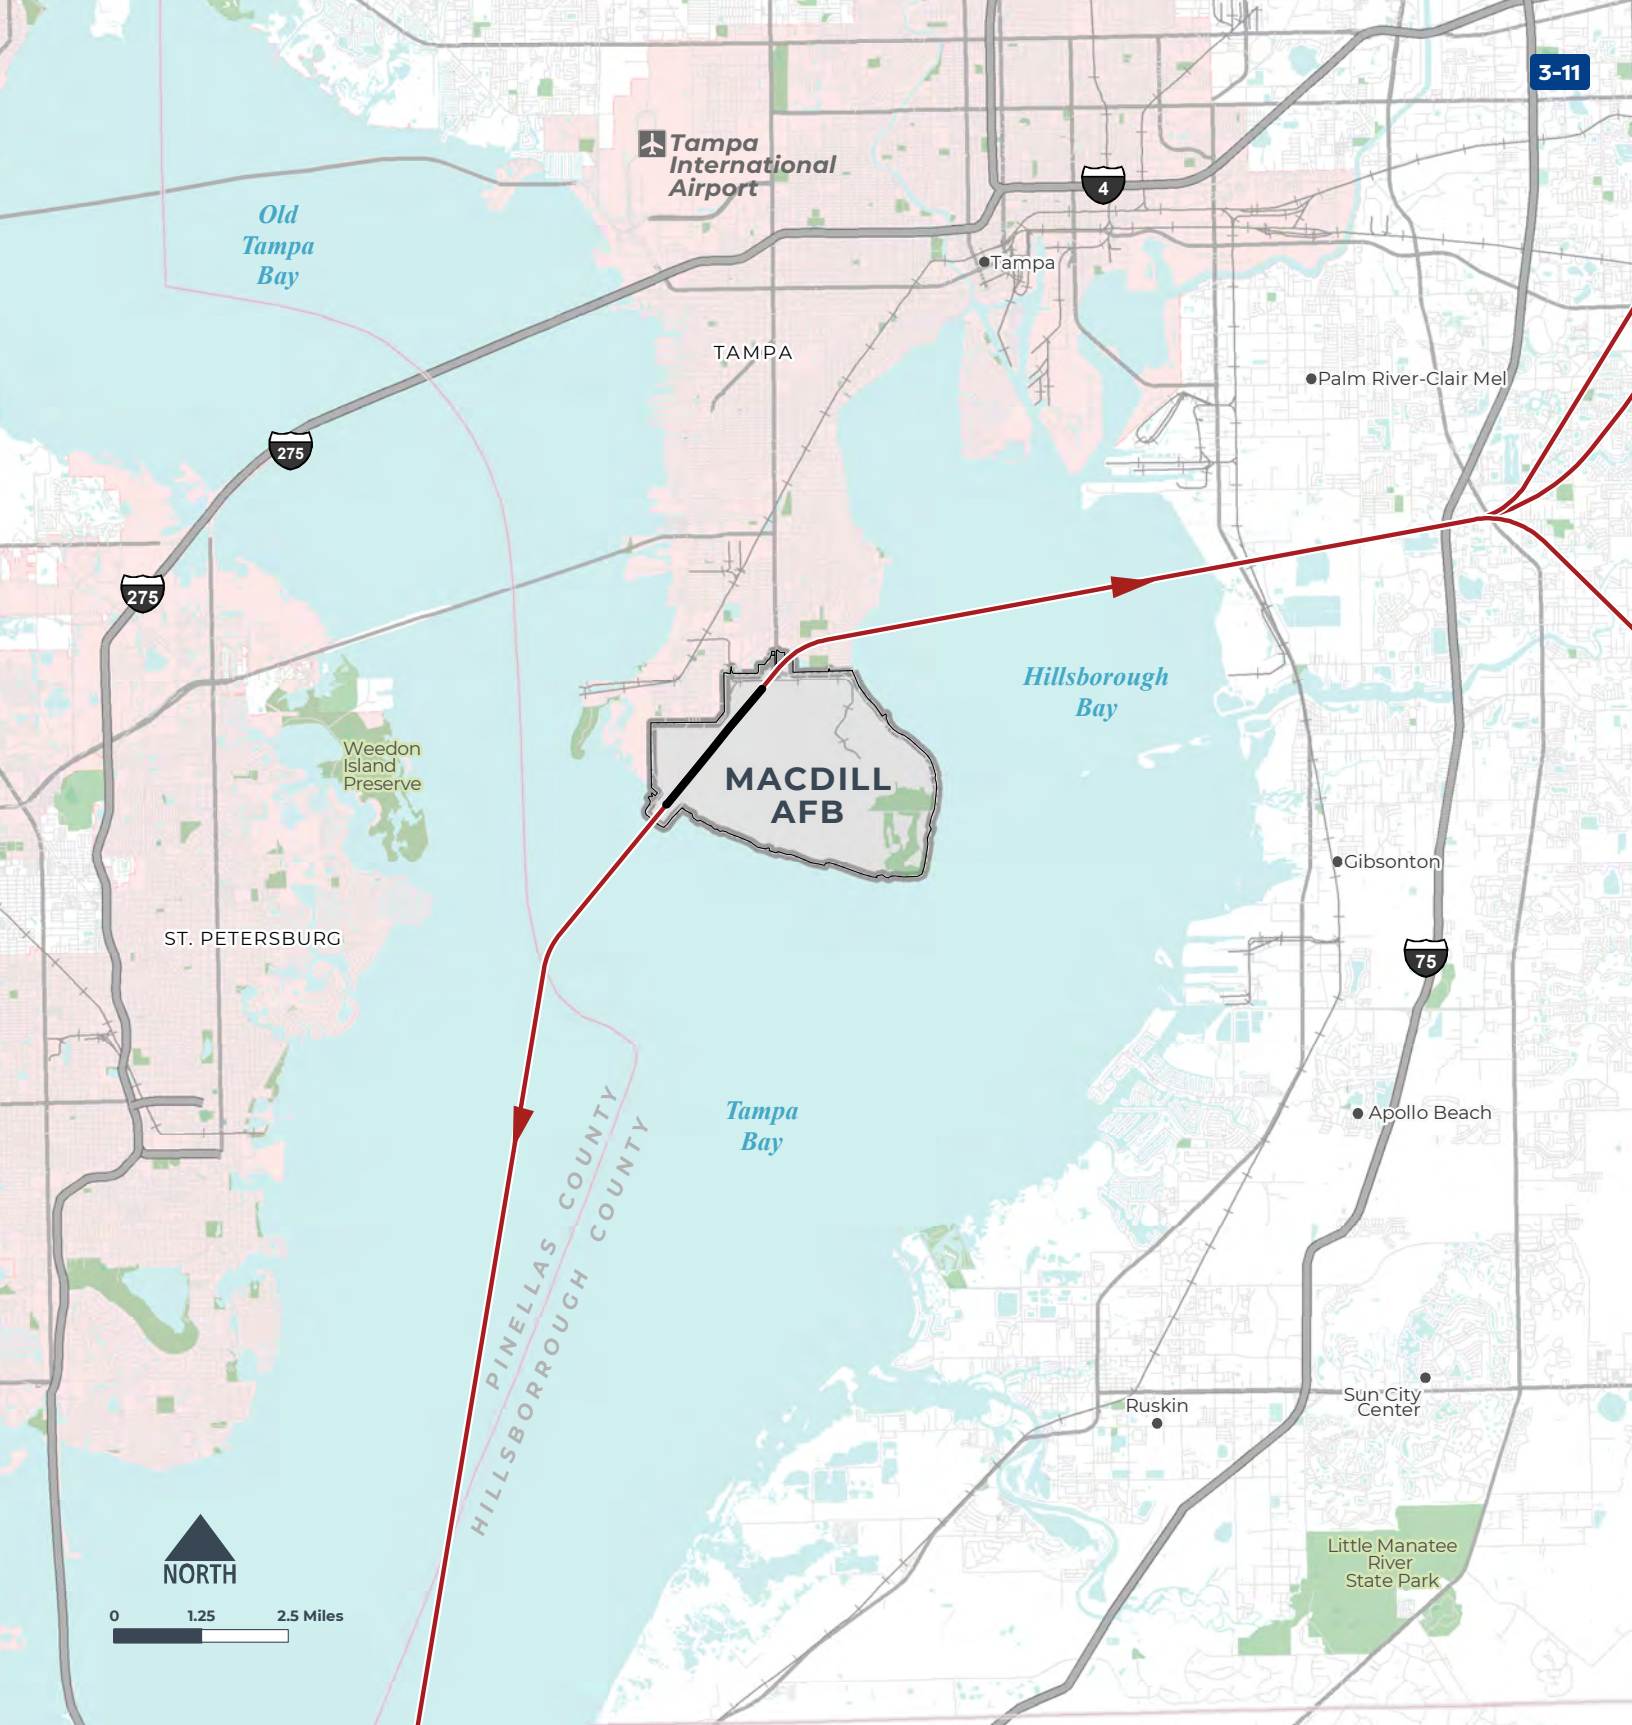 3-11
Tampa
International
Airport
4
Old
Tampa
Bay
Tampa
TAMPA
Palm River-Clair Mel
275
275
Hillsborough
Bay
Weedon
Island
Preserve
MACDILL
AFB
Gibsonton
ST. PETERSBURG
75
Tampa
Bay
Apollo Beach
PINELLAS COUNTY
HILLSBORROUGH COUNTY
Sun City
Center
Ruskin
Little Manatee
River
State Park
NORTH
0 1.25 2.5 Miles